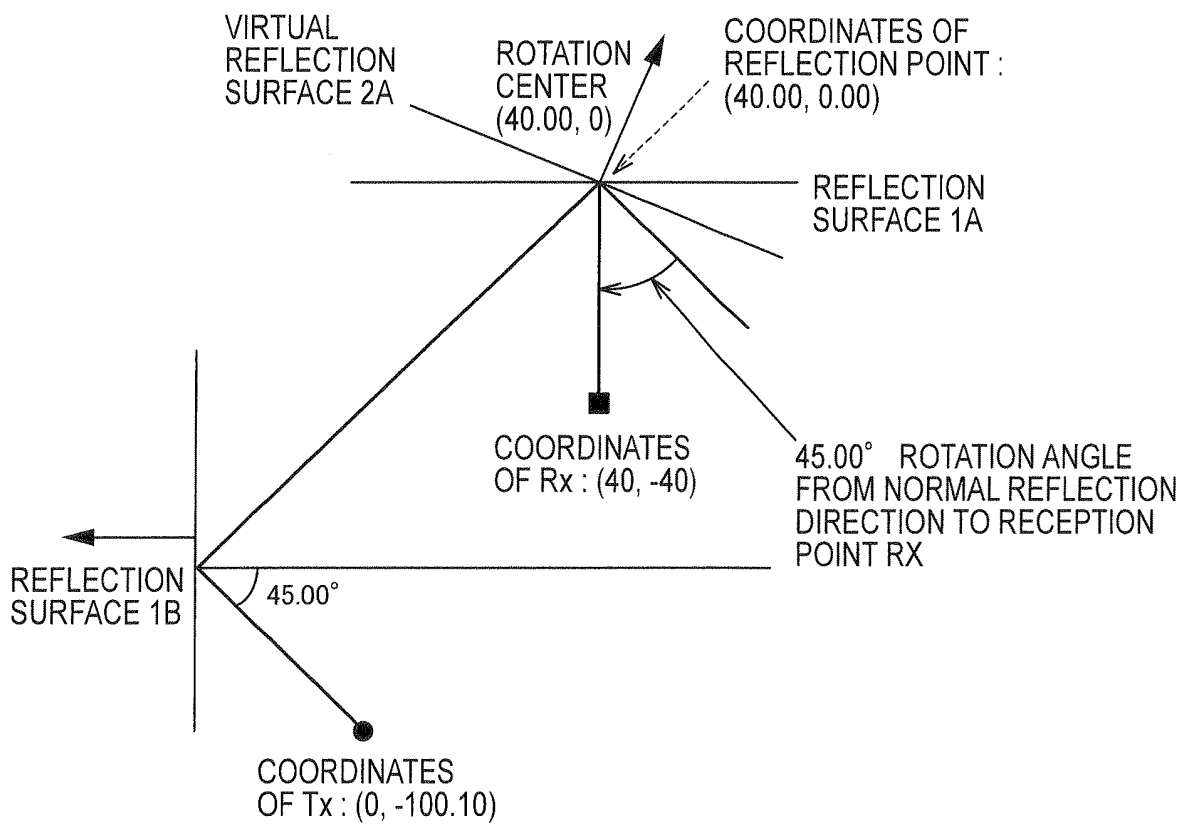 VIRTUAL
REFLECTION
SURFACE 2A
ROTATION
CENTER
(40.00, 0)
COORDINATES OF
REFLECTION POINT :
(40.00, 0.00)
REFLECTION
SURFACE 1A
COORDINATES
OF Rx : (40, -40)
45.00° ROTATION ANGLE
FROM NORMAL REFLECTION
DIRECTION TO RECEPTION
POINT RX
REFLECTION
SURFACE 1B
45.00°
COORDINATES
OF Tx : (0, -100.10)